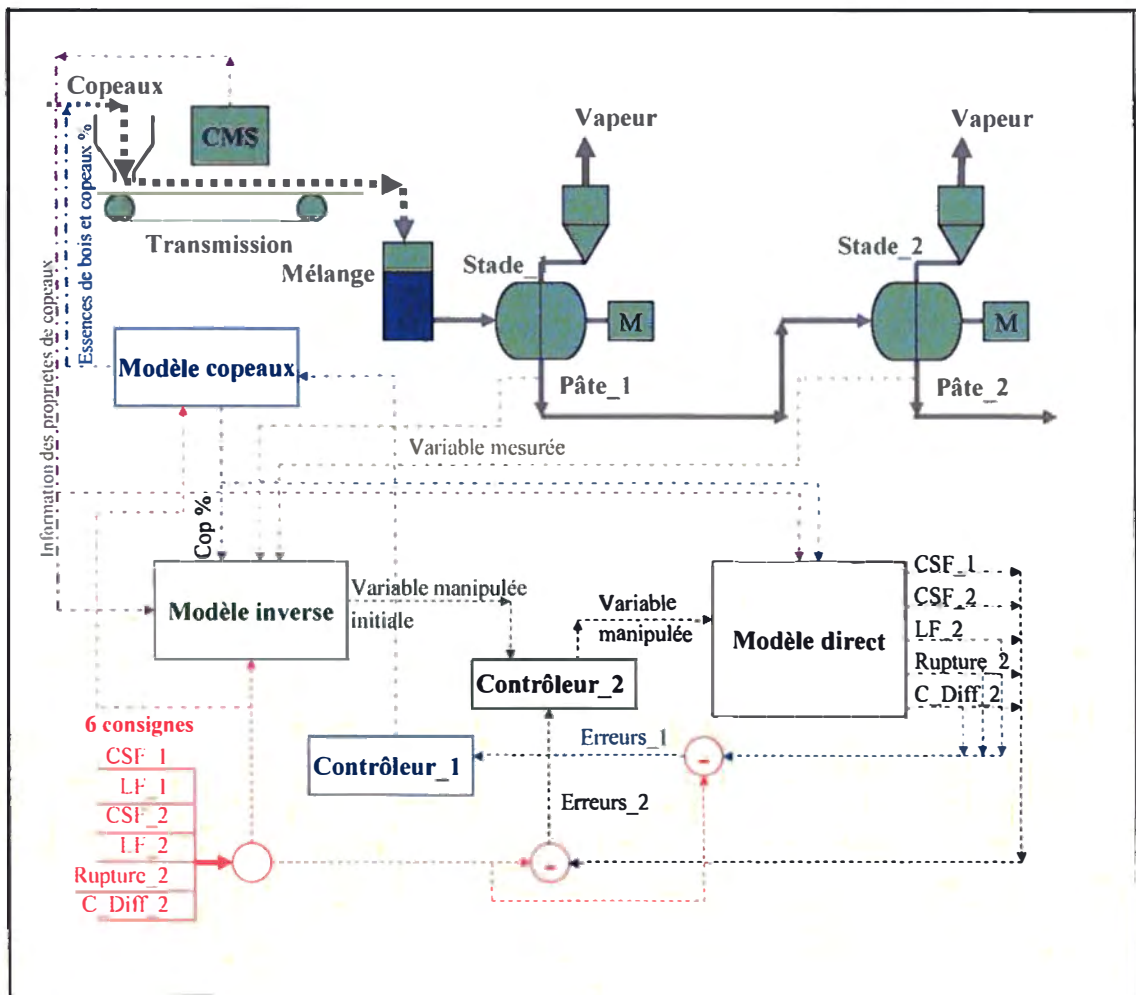 Copeaux
CMS
Vapeur
Vapeur
Essences de bois et copeaux %
Transmission
Mélange
Stade_1
Stade_2
M
M
Modèle copeaux
Pâte_1
Pâte_2
Information des propriétés de copeaux
Variable mesurée
Cop %
Modèle inverse
Variable manipulée
initiale
Variable
manipulée
Modèle direct
CSF_1
CSF_2
LF_2
Rupture_2
C_Diff_2
Contrôleur_2
6 consignes
CSF_1
LF_1
CSF_2
LF_2
Rupture_2
C_Diff_2
Contrôleur_1
Erreurs_1
-
Erreurs_2
-